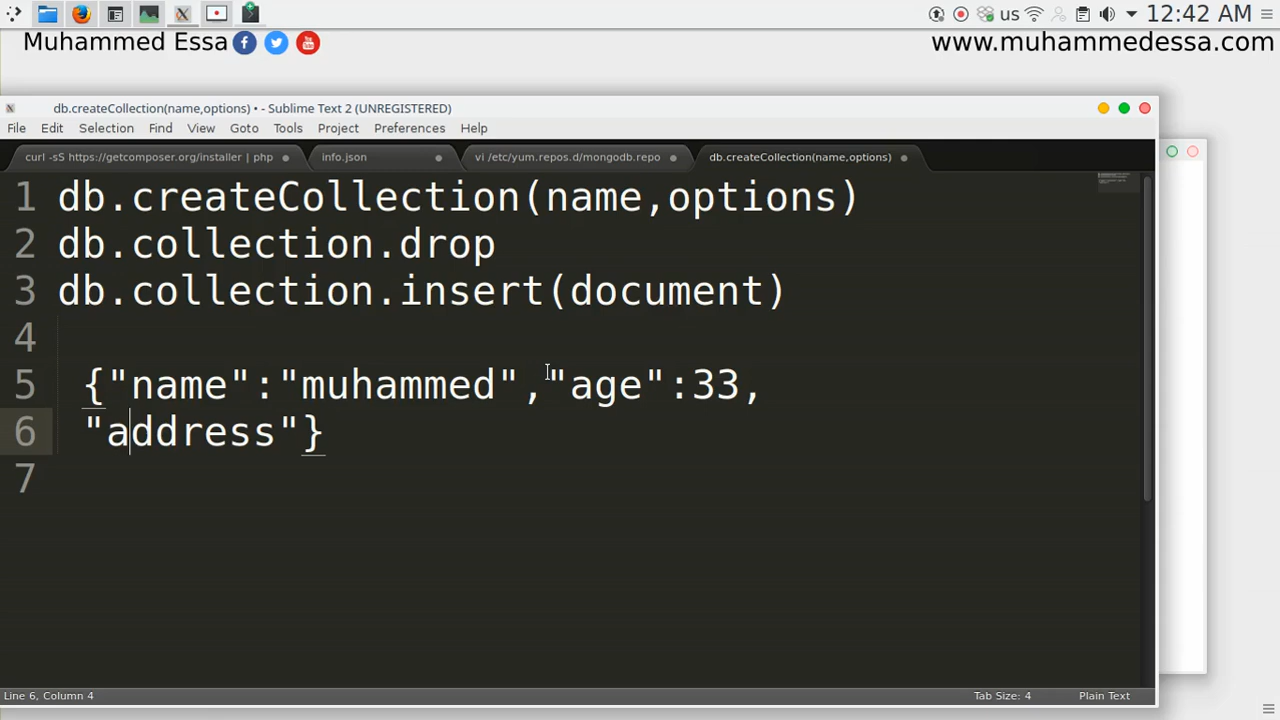 us 12:42 AM
Muhammed Essa
www.muhammedessa.com
db.createCollection(name,options) • - Sublime Text 2 (UNREGISTERED)
File Edit Selection Find View Goto Tools Project Preferences Help
curl -sS https://getcomposer.org/installer | php info.json vi /etc/yum.repos.d/mongodb.repo db.createCollection(name,options)
1 db.createCollection(name,options)
2 db.collection.drop
3 db.collection.insert(document)
4
5 {"name":"muhammed","age":33,
6 "address"}
7
Line 6, Column 4 Tab Size: 4 Plain Text